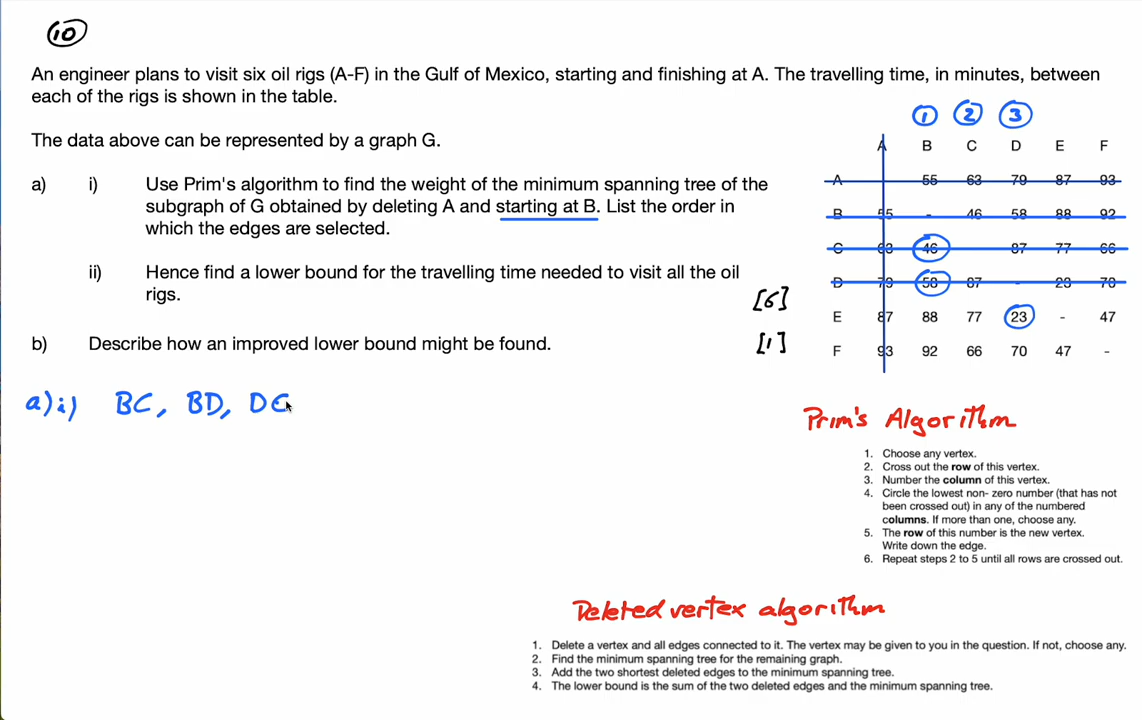 10
An engineer plans to visit six oil rigs (A-F) in the Gulf of Mexico, starting and finishing at A. The travelling time, in minutes, between
each of the rigs is shown in the table.
The data above can be represented by a graph G.
a) i) Use Prim's algorithm to find the weight of the minimum spanning tree of the
subgraph of G obtained by deleting A and starting at B. List the order in
which the edges are selected.
ii) Hence find a lower bound for the travelling time needed to visit all the oil
rigs.
[6]
b) Describe how an improved lower bound might be found.
[1]
1 2 3
A B C D E F
A 55 63 79 87 93
B 55 - 46 58 88 92
C 63 46 87 77 66
D 79 58 87 - 23 70
E 87 88 77 23 - 47
F 93 92 66 70 47 -
a) i) BC, BD, DE
Prim's Algorithm
1. Choose any vertex.
2. Cross out the row of this vertex.
3. Number the column of this vertex.
4. Circle the lowest non- zero number (that has not
been crossed out) in any of the numbered
columns. If more than one, choose any.
5. The row of this number is the new vertex.
Write down the edge.
6. Repeat steps 2 to 5 until all rows are crossed out.
Deleted vertex algorithm
1. Delete a vertex and all edges connected to it. The vertex may be given to you in the question. If not, choose any.
2. Find the minimum spanning tree for the remaining graph.
3. Add the two shortest deleted edges to the minimum spanning tree.
4. The lower bound is the sum of the two deleted edges and the minimum spanning tree.